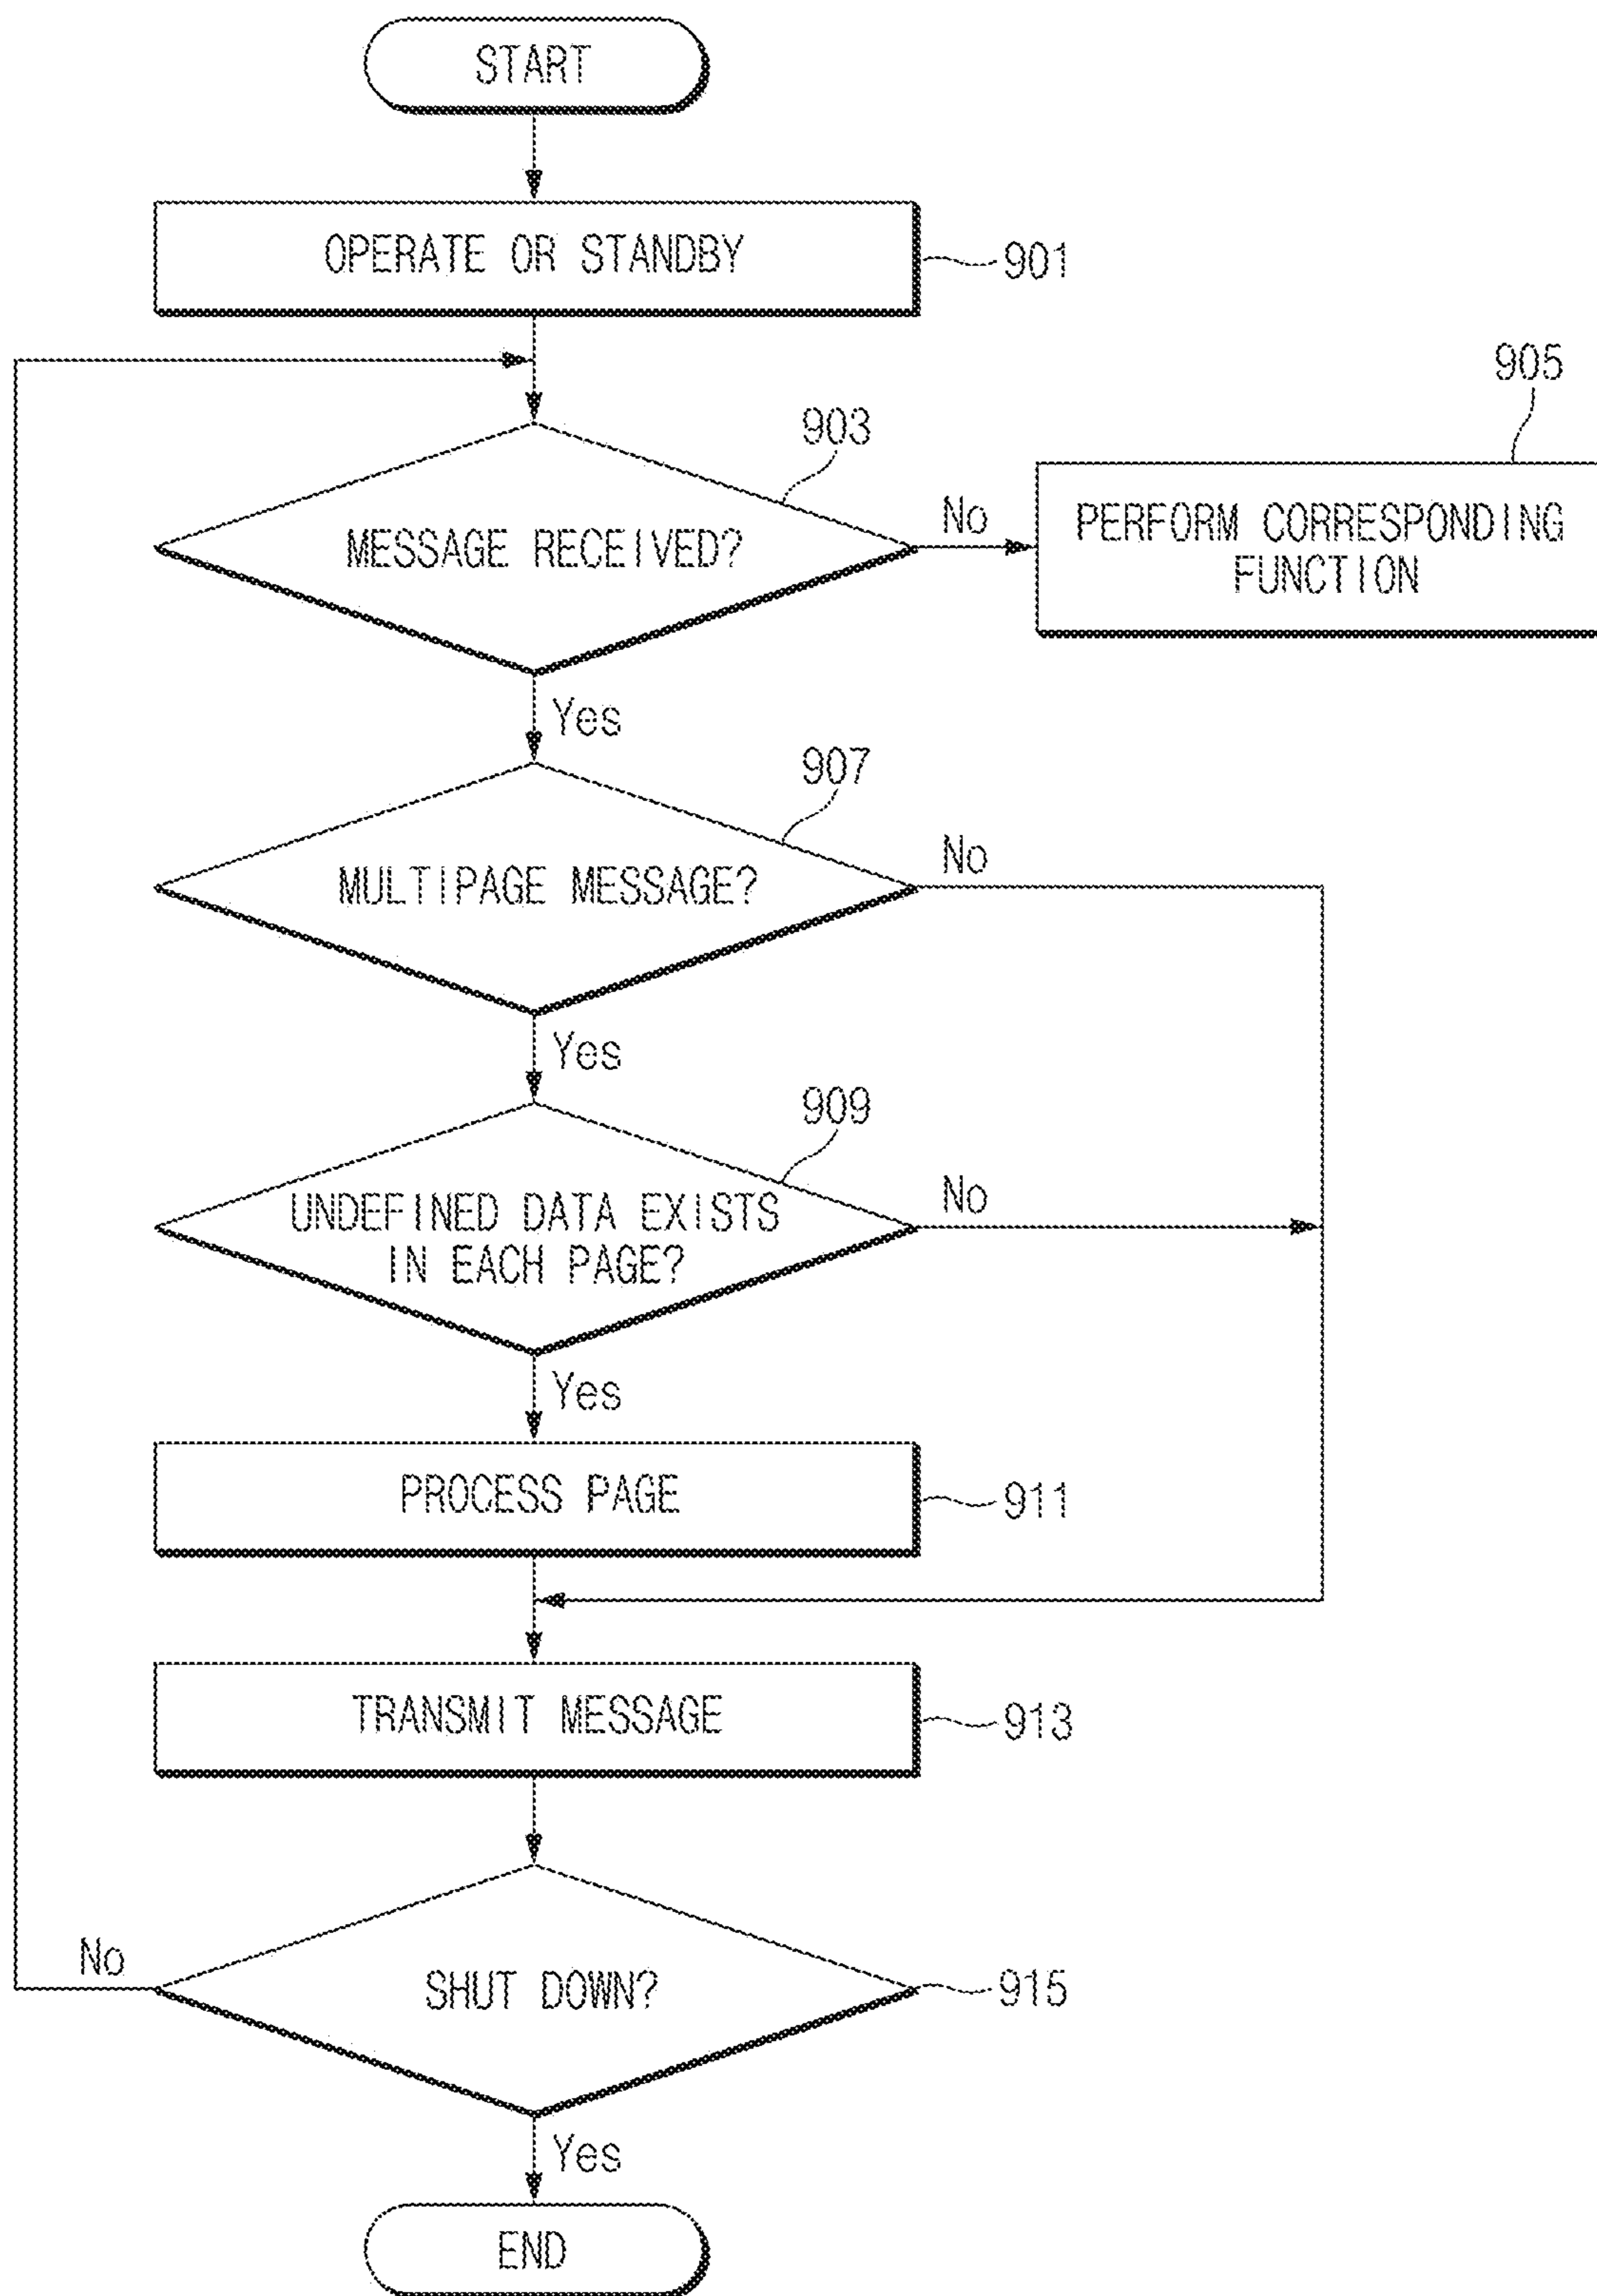 START
OPERATE OR STANDBY
901
905
903
MESSAGE RECEIVED?
No
PERFORM CORRESPONDING
FUNCTION
Yes
907
MULTIPAGE MESSAGE?
No
Yes
909
UNDEFINED DATA EXISTS
IN EACH PAGE?
No
Yes
PROCESS PAGE
911
TRANSMIT MESSAGE
913
No
SHUT DOWN?
915
Yes
END